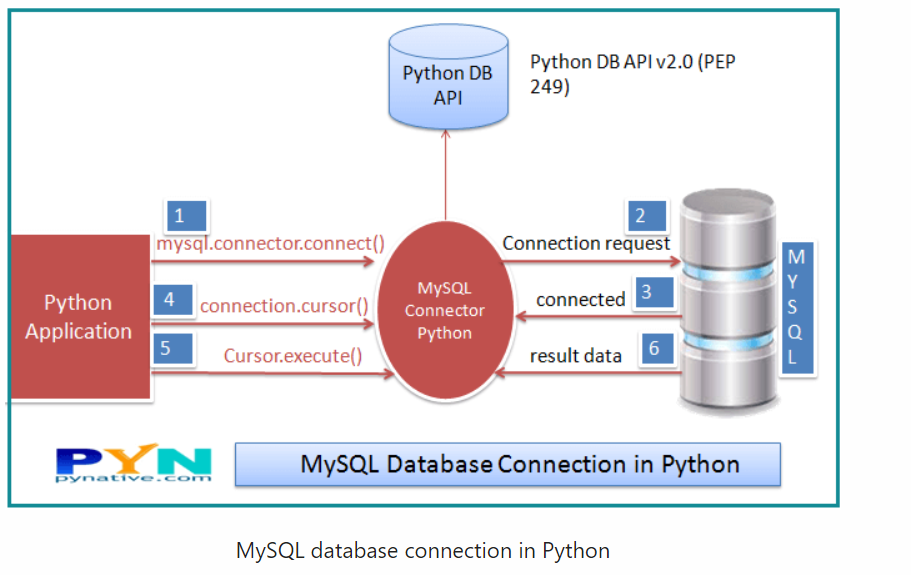 Python DB
API
Python DB API v2.0 (PEP
249)
1
mysql.connector.connect()
2
Connection request
Python
Application
4
connection.cursor()
5
Cursor.execute()
MySQL
Connector
Python
connected
3
result data
6
M
Y
S
Q
L
PYN
pynative.com
MySQL Database Connection in Python
MySQL database connection in Python